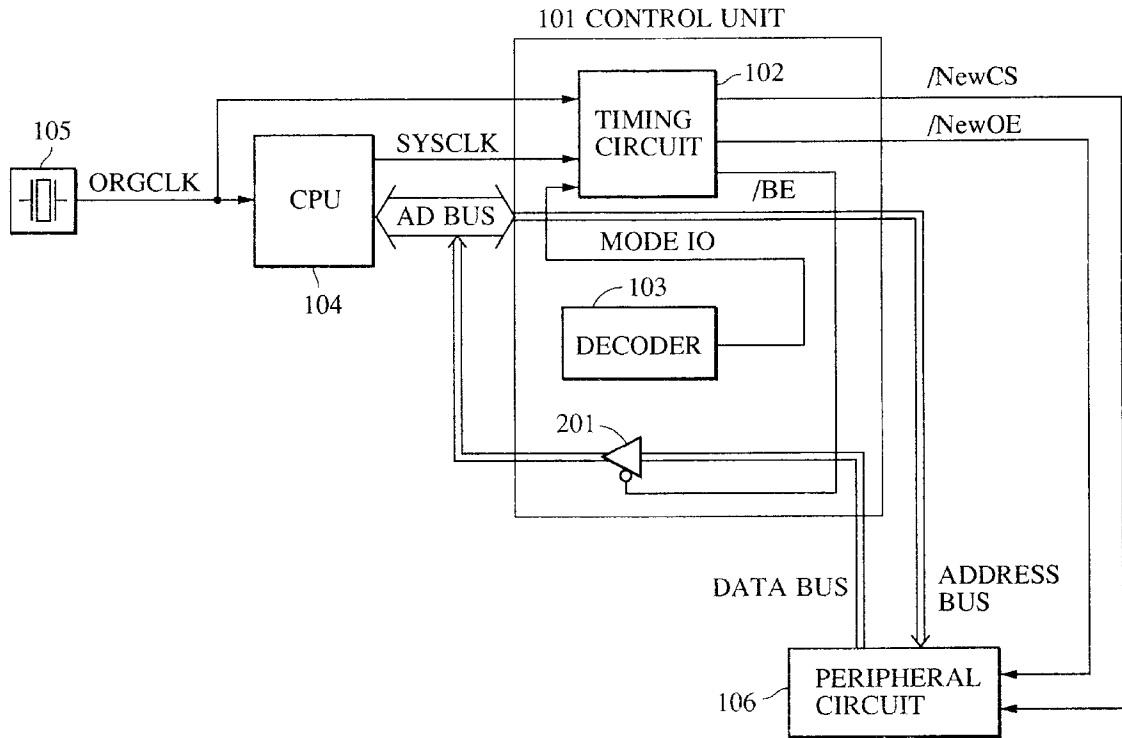 101 CONTROL UNIT
102
/NewCS
TIMING
CIRCUIT
/NewOE
105
SYSCLK
ORGCLK
CPU
/BE
AD BUS
MODE IO
104
103
DECODER
201
DATA BUS
ADDRESS
BUS
PERIPHERAL
CIRCUIT
106